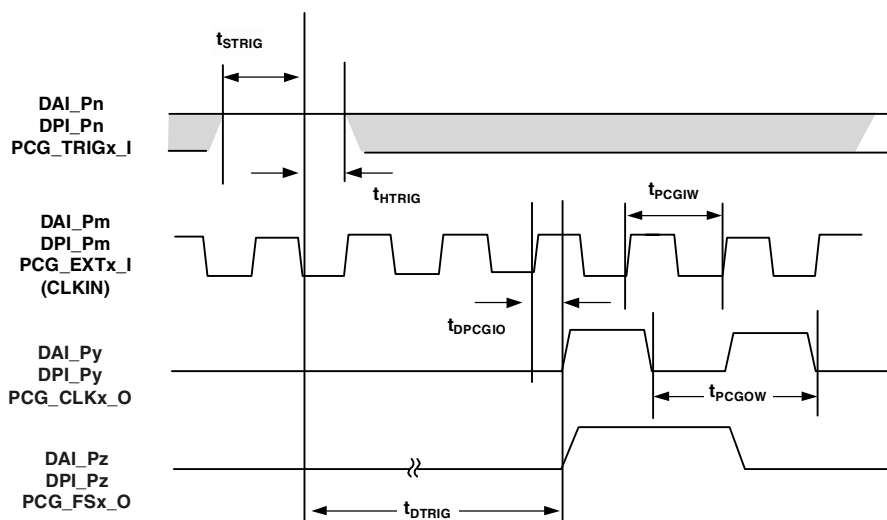 tSTRIG
DAI_Pn
DPI_Pn
PCG_TRIGx_I
tHTRIG
tPCGIW
DAI_Pm
DPI_Pm
PCG_EXTx_I
(CLKIN)
tDPCGIO
DAI_Py
DPI_Py
PCG_CLKx_O
tPCGOW
DAI_Pz
DPI_Pz
PCG_FSx_O
tDTRIG